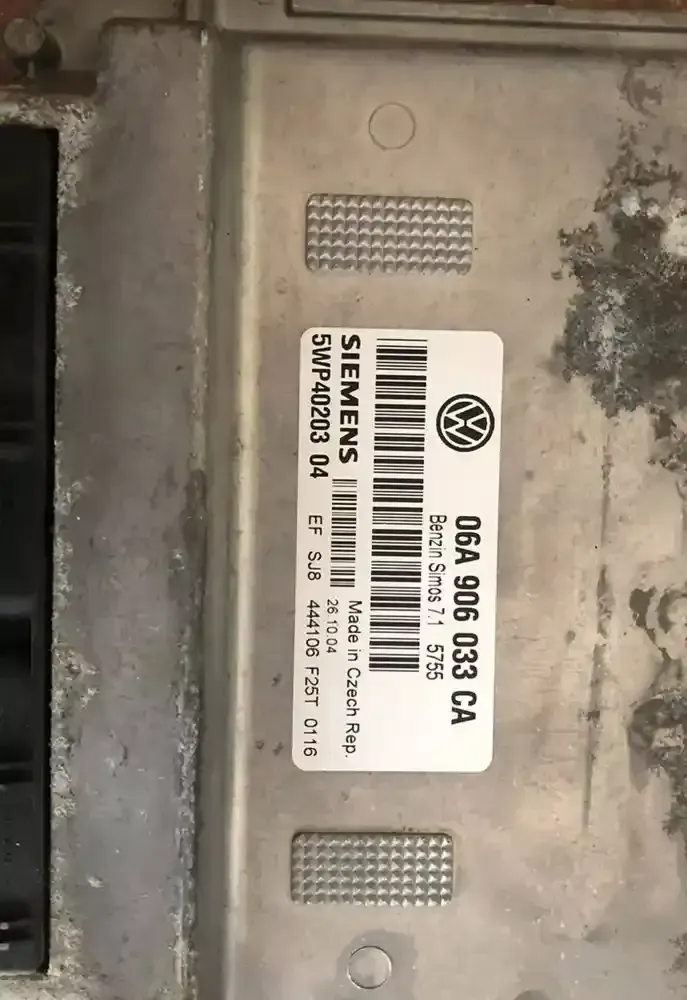 06A 906 033 CA
Benzin Simos 7.1 5755
SIEMENS
Made in Czech Rep.
26.10.04
5WP40203 04 EF SJ8 444106 F25T 0116